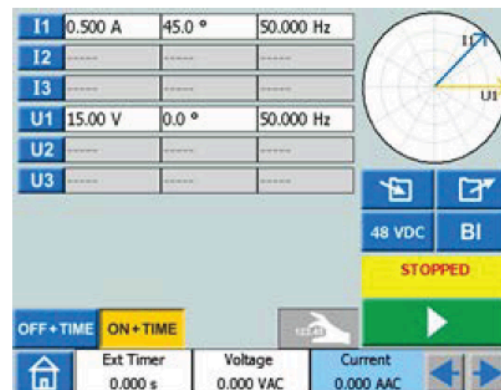 I1 0.500 A 45.0 ° 50.000 Hz
I2 ----- ----- -----
I3 ----- ----- -----
U1 15.00 V 0.0 ° 50.000 Hz
U2 ----- ----- -----
U3 ----- ----- -----
I1
U1
48 VDC BI
STOPPED
OFF+TIME ON+TIME
Ext Timer Voltage Current
0.000 s 0.000 VAC 0.000 AAC